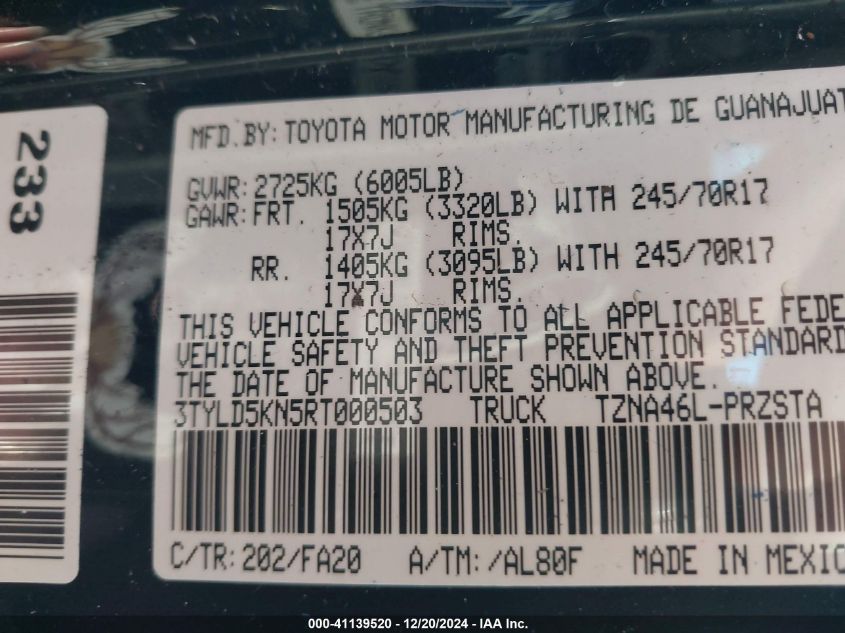 233
MFD.BY: TOYOTA MOTOR MANUFACTURING DE GUANAJUAT
GVWR: 2725KG (6005LB)
GAWR: FRT. 1505KG (3320LB) WITH 245/70R17
17X7J RIMS.
RR. 1405KG (3095LB) WITH 245/70R17
17X7J RIMS.
THIS VEHICLE CONFORMS TO ALL APPLICABLE FEDE
VEHICLE SAFETY AND THEFT PREVENTION STANDARD
THE DATE OF MANUFACTURE SHOWN ABOVE.
3TYLD5KN5RT000503 TRUCK TZNA46L-PRZSTA
C/TR: 202/FA20 A/TM: /AL80F MADE IN MEXIC
000-41139520 - 12/20/2024 - IAA Inc.